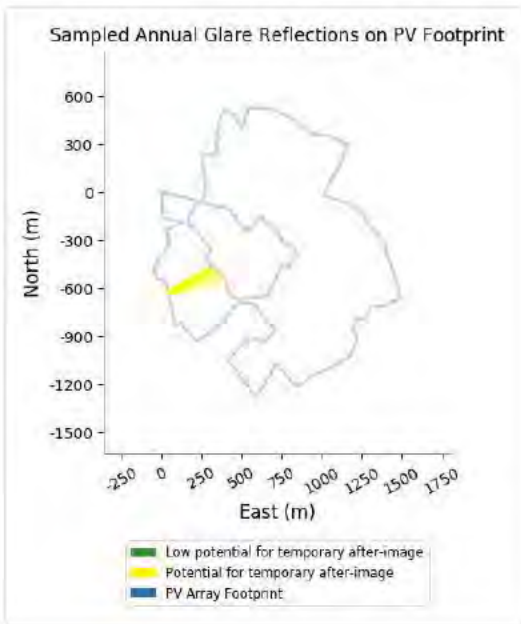 Sampled Annual Glare Reflections on PV Footprint
600
300
0
-300
-600
-900
-1200
-1500
North (m)
-250 0 250 500 750 1000 1250 1500 1750
East (m)
Low potential for temporary after-image
Potential for temporary after-image
PV Array Footprint